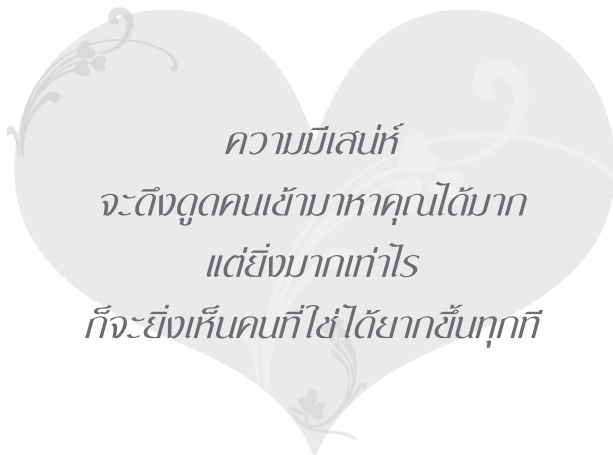 ความมีเสน่ห์
จะดึงดูดคนเข้ามาหาคุณได้มาก
แต่ยิ่งมากเท่าไร
ก็จะยิ่งเห็นคนที่ใช่ได้ยากขึ้นทุกที